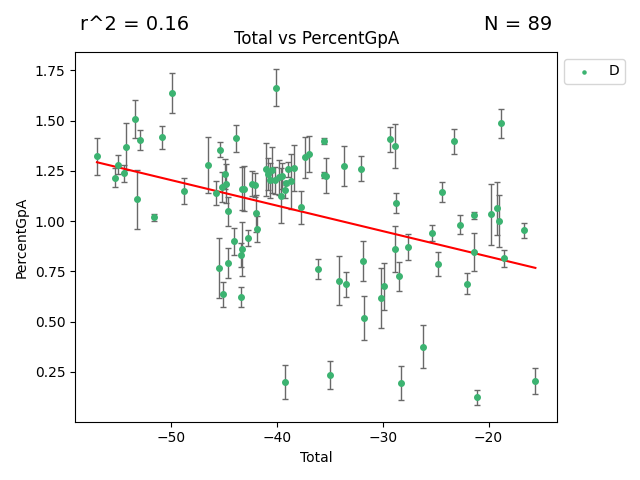 r^2 = 0.16
N = 89
Total vs PercentGpA
D
PercentGpA
1.75
1.50
1.25
1.00
0.75
0.50
0.25
−50
−40
−30
−20
Total